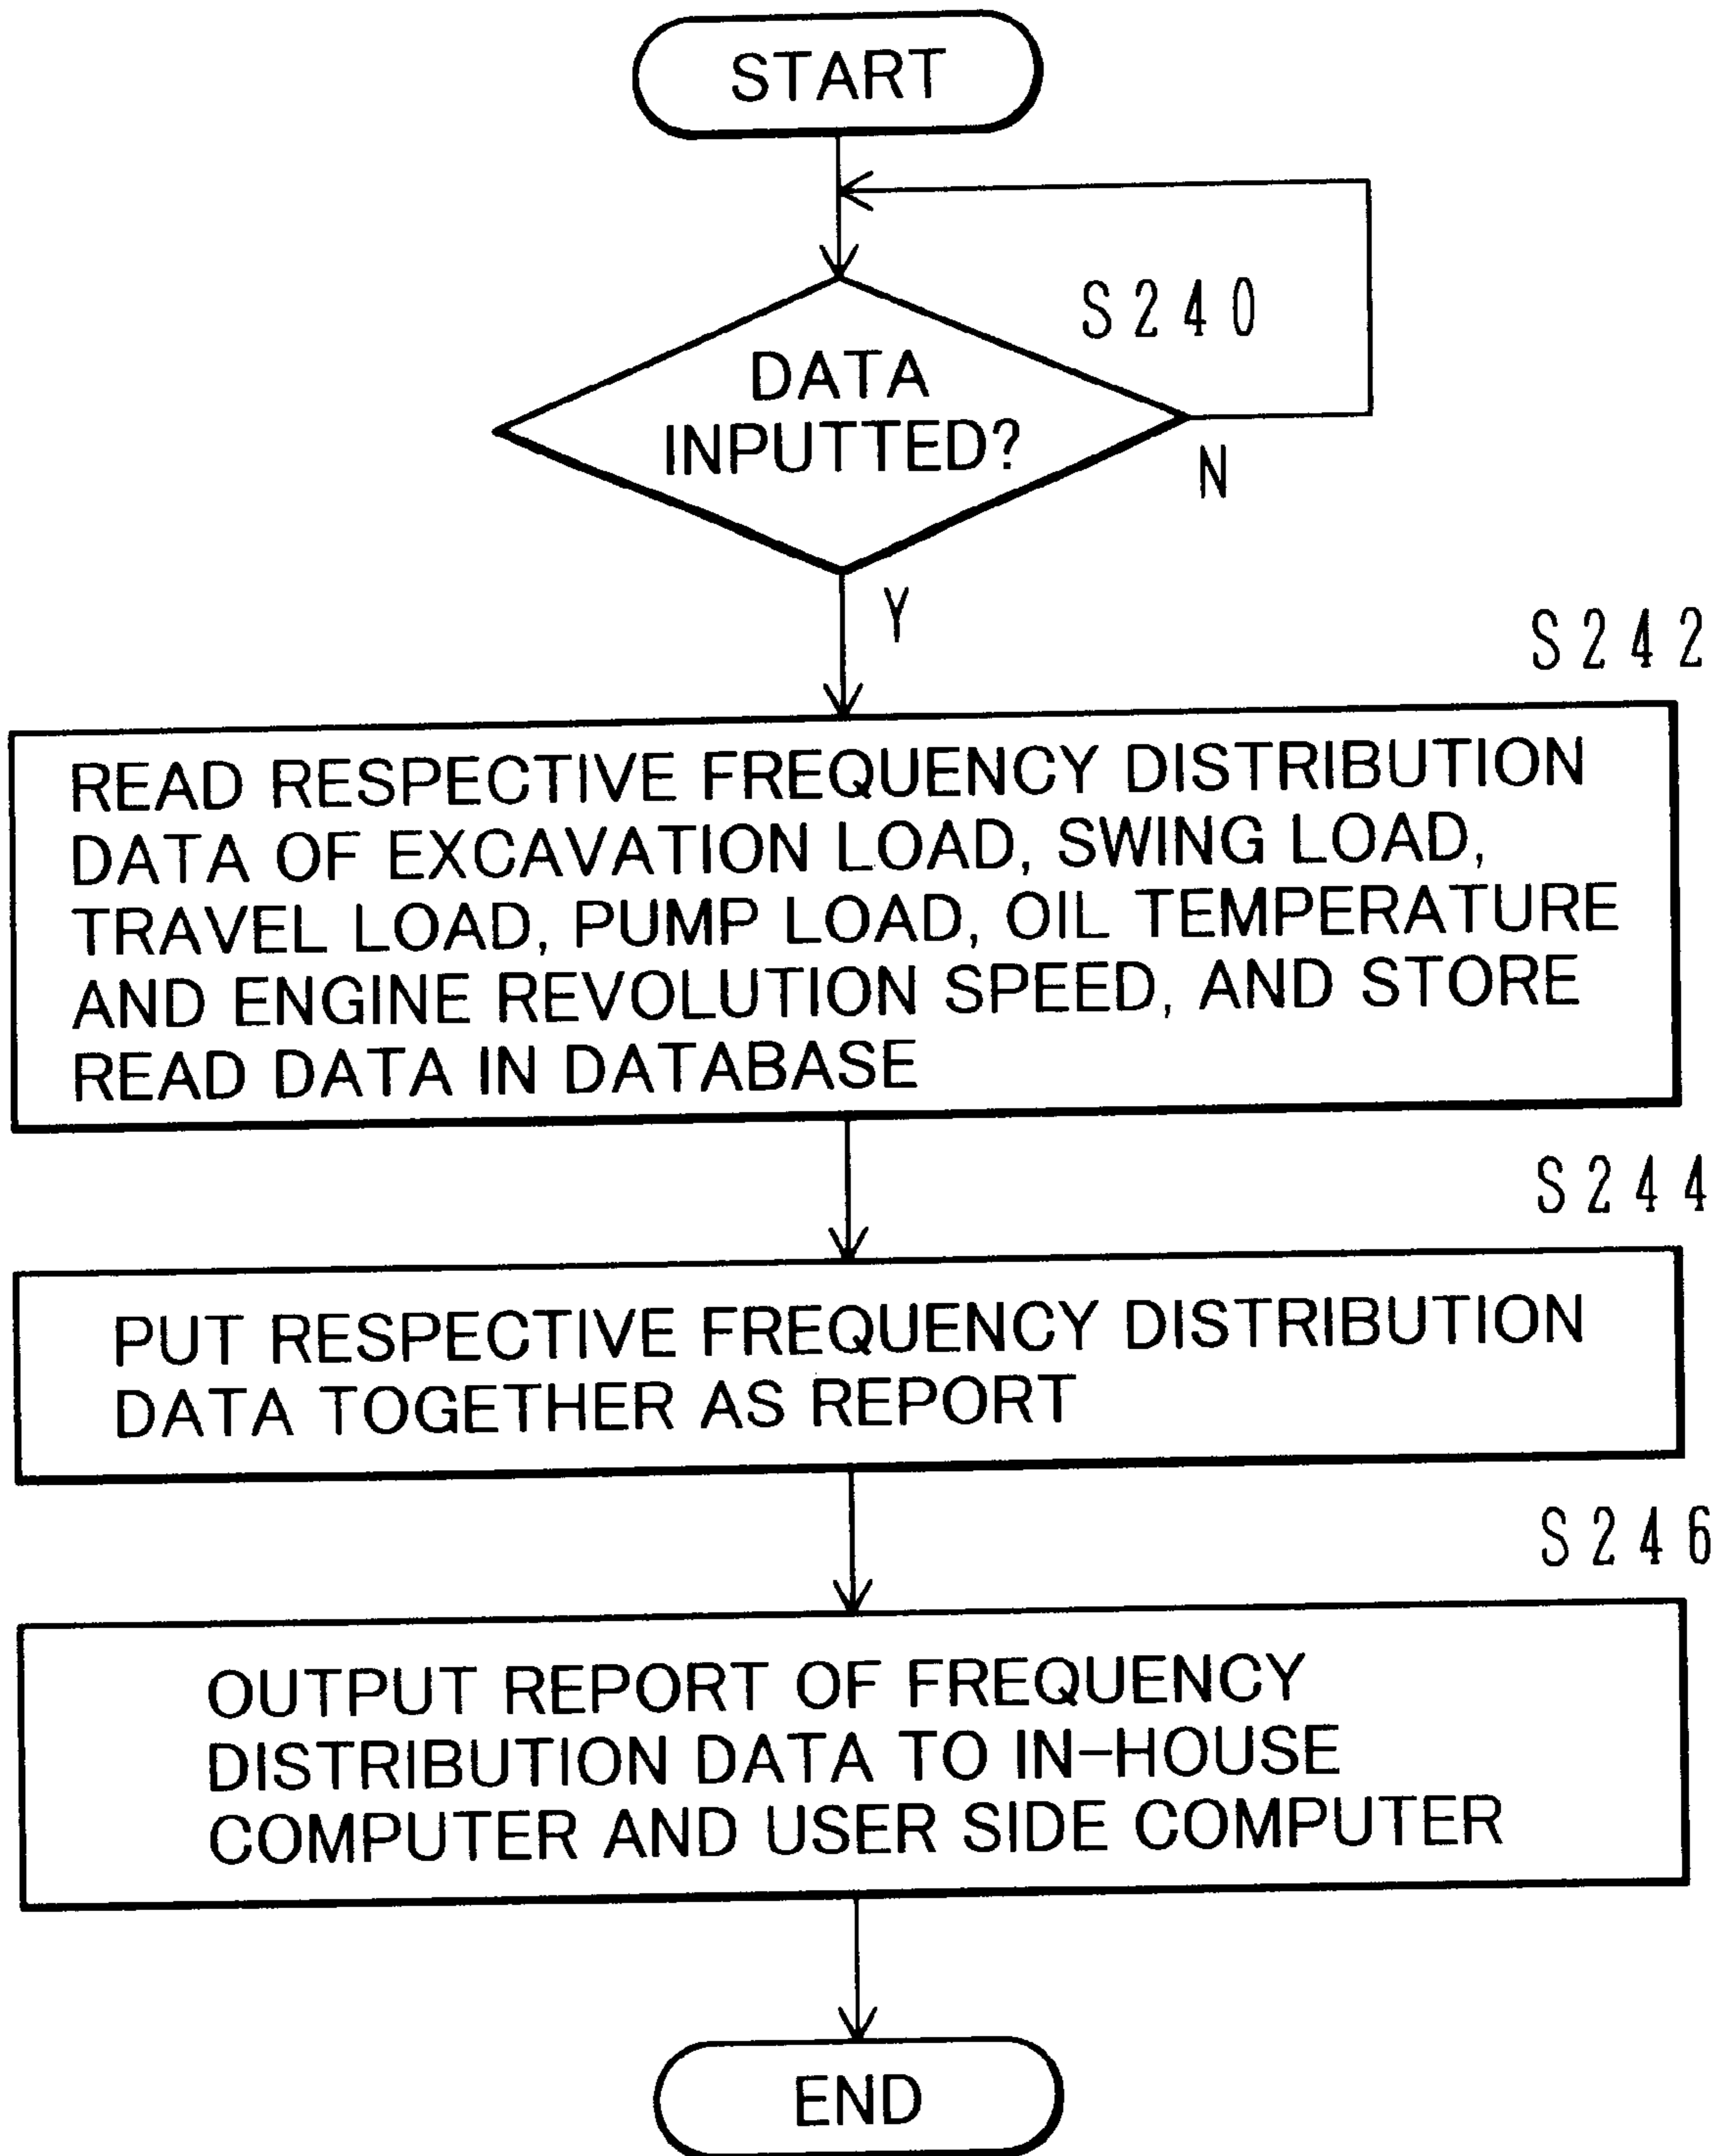 START
S240
DATA
INPUTTED?
N
Y
S242
READ RESPECTIVE FREQUENCY DISTRIBUTION
DATA OF EXCAVATION LOAD, SWING LOAD,
TRAVEL LOAD, PUMP LOAD, OIL TEMPERATURE
AND ENGINE REVOLUTION SPEED, AND STORE
READ DATA IN DATABASE
S244
PUT RESPECTIVE FREQUENCY DISTRIBUTION
DATA TOGETHER AS REPORT
S246
OUTPUT REPORT OF FREQUENCY
DISTRIBUTION DATA TO IN-HOUSE
COMPUTER AND USER SIDE COMPUTER
END